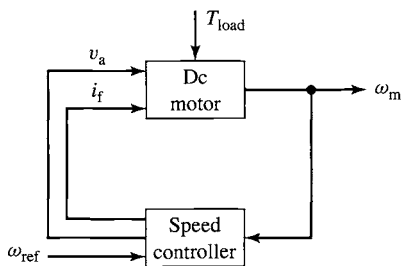 T_load
v_a
i_f
Dc
motor
ω_m
Speed
controller
ω_ref